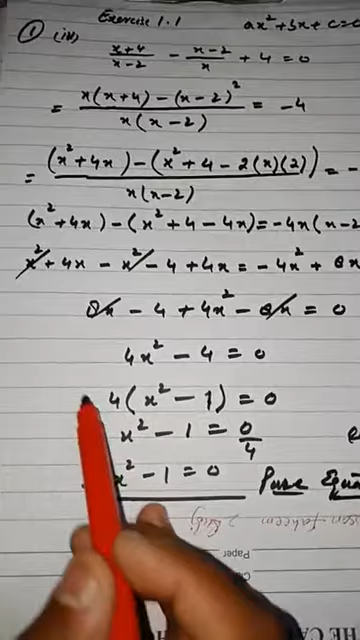 Exercise 1.1
ax² + bx + c = 0
① (iv)
x+4/x-2 - x-2/x + 4 = 0
= x(x+4) - (x-2)²/x(x-2) = -4
= (x² + 4x) - (x² + 4 - 2(x)(2))/x(x-2) = -
(x² + 4x) - (x² + 4 - 4x) = -4x(x-2
x² + 4x - x² - 4 + 4x = -4x² + 8x
8x - 4 + 4x² - 8x = 0
4x² - 4 = 0
4(x² - 1) = 0
x² - 1 = 0/4
x² - 1 = 0 Pure Equa
Paper